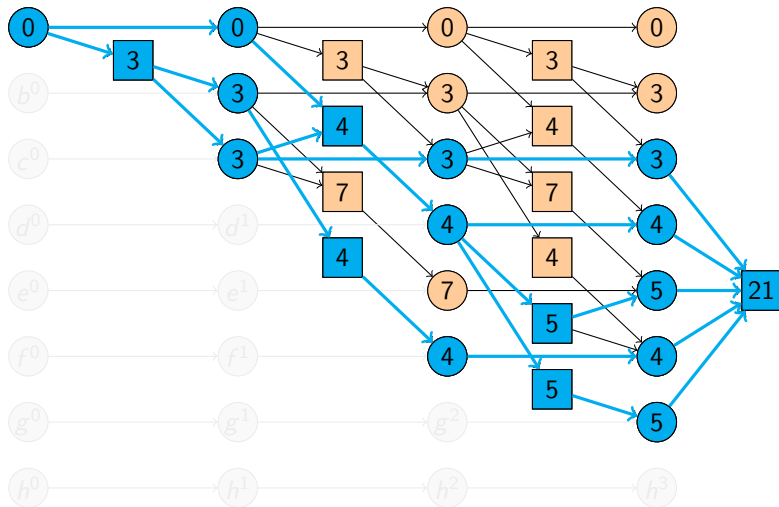 0 0 0 0
3 3 3
b⁰ 3 3 3
4 4
c⁰ 3 3 3
7 7
d⁰ d¹ 4 4
4 4
e⁰ e¹ 7 5 21
5
f⁰ f¹ 4 4
5
g⁰ g¹ g² 5
h⁰ h¹ h² h³